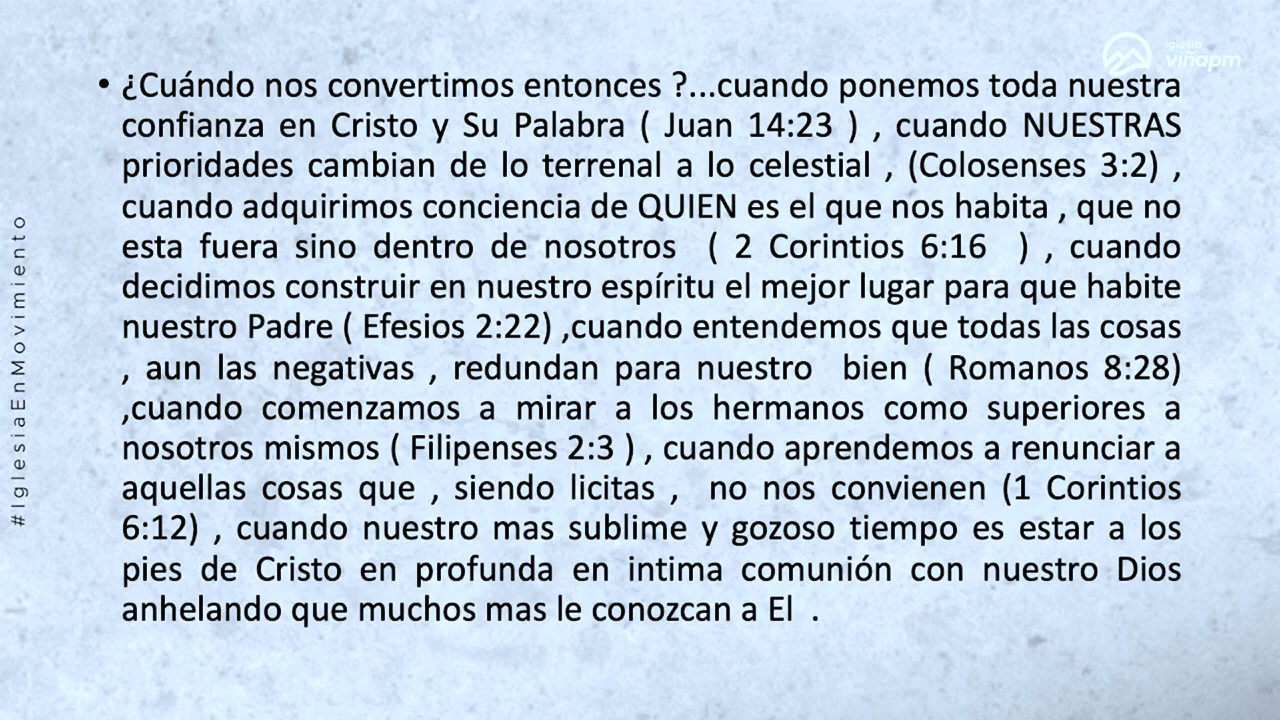 Iglesia
viñapm
• ¿Cuándo nos convertimos entonces ?...cuando ponemos toda nuestra
confianza en Cristo y Su Palabra ( Juan 14:23 ) , cuando NUESTRAS
prioridades cambian de lo terrenal a lo celestial , (Colosenses 3:2) ,
cuando adquirimos conciencia de QUIEN es el que nos habita , que no
esta fuera sino dentro de nosotros ( 2 Corintios 6:16 ) , cuando
decidimos construir en nuestro espíritu el mejor lugar para que habite
nuestro Padre ( Efesios 2:22) ,cuando entendemos que todas las cosas
, aun las negativas , redundan para nuestro bien ( Romanos 8:28)
,cuando comenzamos a mirar a los hermanos como superiores a
nosotros mismos ( Filipenses 2:3 ) , cuando aprendemos a renunciar a
aquellas cosas que , siendo licitas , no nos convienen (1 Corintios
6:12) , cuando nuestro mas sublime y gozoso tiempo es estar a los
pies de Cristo en profunda en intima comunión con nuestro Dios
anhelando que muchos mas le conozcan a El .
#IglesiaEnMovimiento